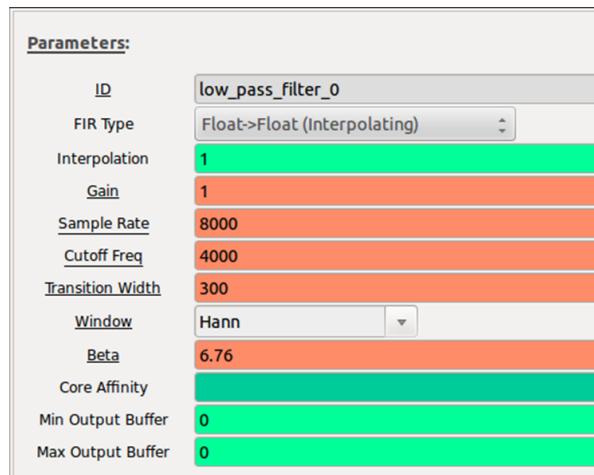 Parameters:
ID low_pass_filter_0
FIR Type Float->Float (Interpolating)
Interpolation 1
Gain 1
Sample Rate 8000
Cutoff Freq 4000
Transition Width 300
Window Hann
Beta 6.76
Core Affinity
Min Output Buffer 0
Max Output Buffer 0